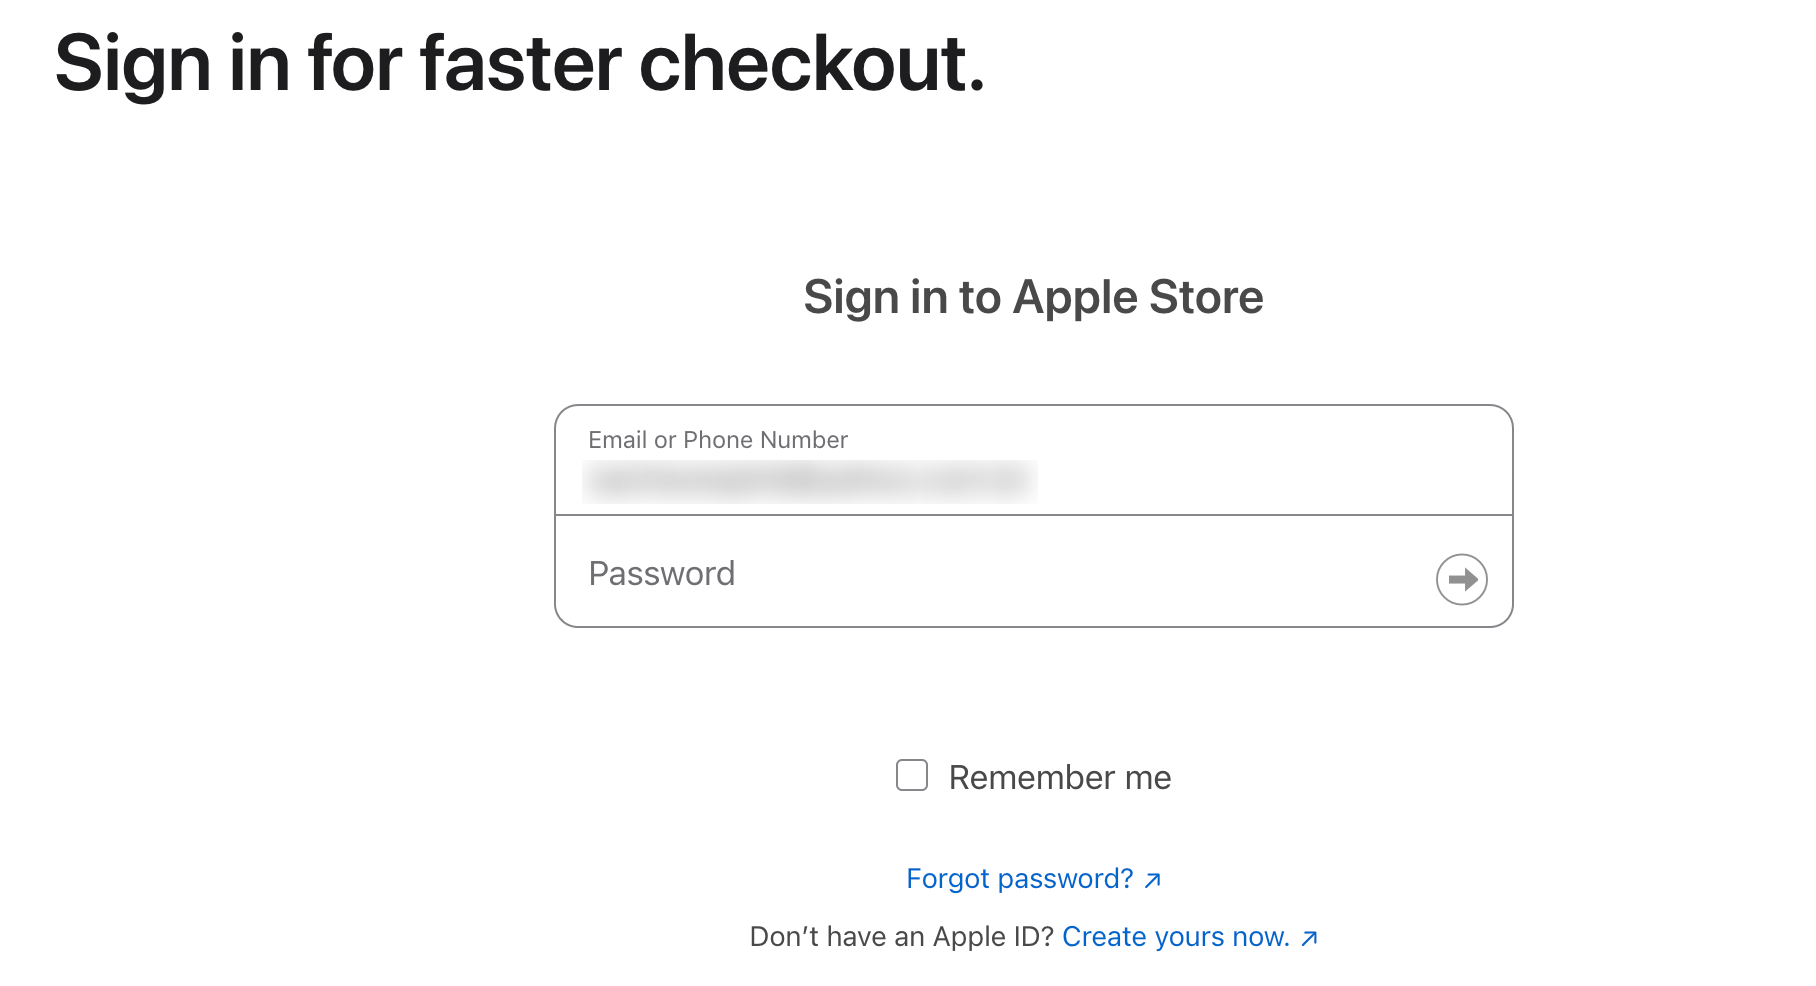 Sign in for faster checkout.
Sign in to Apple Store
Email or Phone Number
Password
Remember me
Forgot password? ↗
Don’t have an Apple ID? Create yours now. ↗